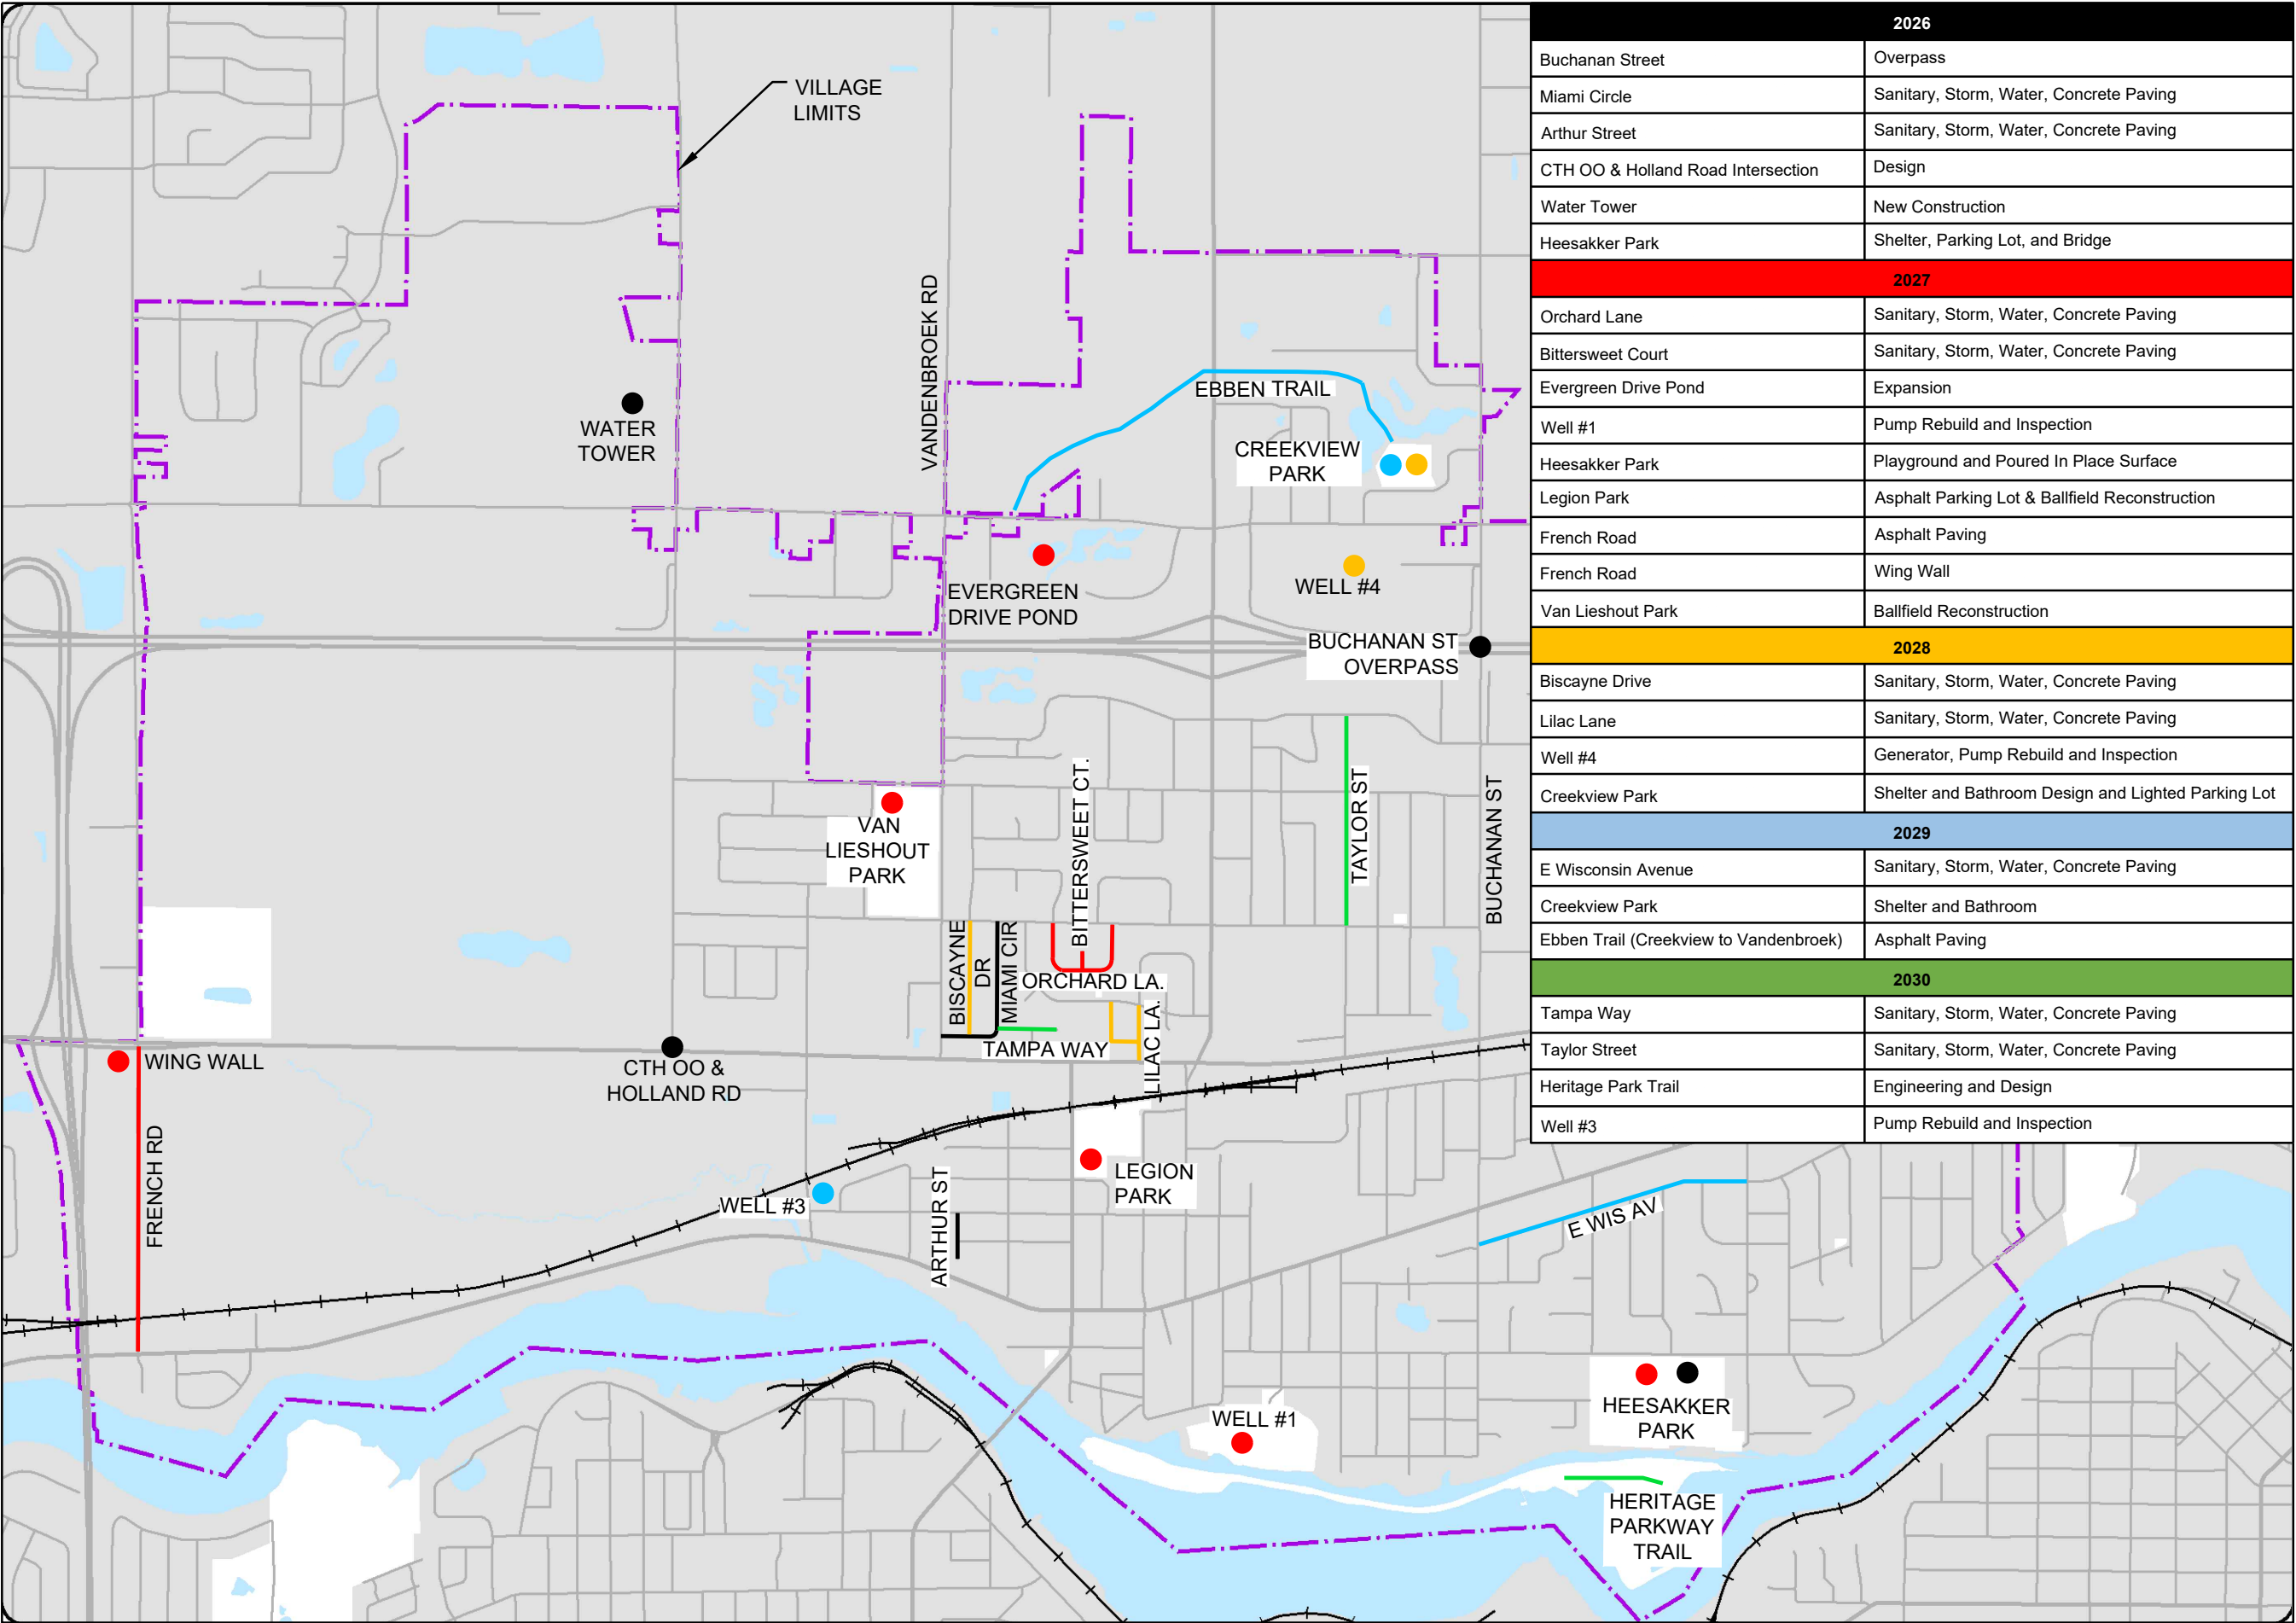 VILLAGE
LIMITS
VANDENBROEK RD
EBBEN TRAIL
WATER
TOWER
CREEKVIEW
PARK
EVERGREEN
DRIVE POND
WELL #4
BUCHANAN ST
OVERPASS
VAN
LIESHOUT
PARK
BITTERSWEET CT.
TAYLOR ST
BUCHANAN ST
BISCAYNE
DR
MIAMI CIR
ORCHARD LA.
TAMPA WAY
LILAC LA.
WING WALL
CTH OO &
HOLLAND RD
FRENCH RD
LEGION
PARK
WELL #3
ARTHUR ST
E WIS AV
WELL #1
HEESAKKER
PARK
HERITAGE
PARKWAY
TRAIL
2026
Buchanan Street Overpass
Miami Circle Sanitary, Storm, Water, Concrete Paving
Arthur Street Sanitary, Storm, Water, Concrete Paving
CTH OO & Holland Road Intersection Design
Water Tower New Construction
Heesakker Park Shelter, Parking Lot, and Bridge
2027
Orchard Lane Sanitary, Storm, Water, Concrete Paving
Bittersweet Court Sanitary, Storm, Water, Concrete Paving
Evergreen Drive Pond Expansion
Well #1 Pump Rebuild and Inspection
Heesakker Park Playground and Poured In Place Surface
Legion Park Asphalt Parking Lot & Ballfield Reconstruction
French Road Asphalt Paving
French Road Wing Wall
Van Lieshout Park Ballfield Reconstruction
2028
Biscayne Drive Sanitary, Storm, Water, Concrete Paving
Lilac Lane Sanitary, Storm, Water, Concrete Paving
Well #4 Generator, Pump Rebuild and Inspection
Creekview Park Shelter and Bathroom Design and Lighted Parking Lot
2029
E Wisconsin Avenue Sanitary, Storm, Water, Concrete Paving
Creekview Park Shelter and Bathroom
Ebben Trail (Creekview to Vandenbroek) Asphalt Paving
2030
Tampa Way Sanitary, Storm, Water, Concrete Paving
Taylor Street Sanitary, Storm, Water, Concrete Paving
Heritage Park Trail Engineering and Design
Well #3 Pump Rebuild and Inspection